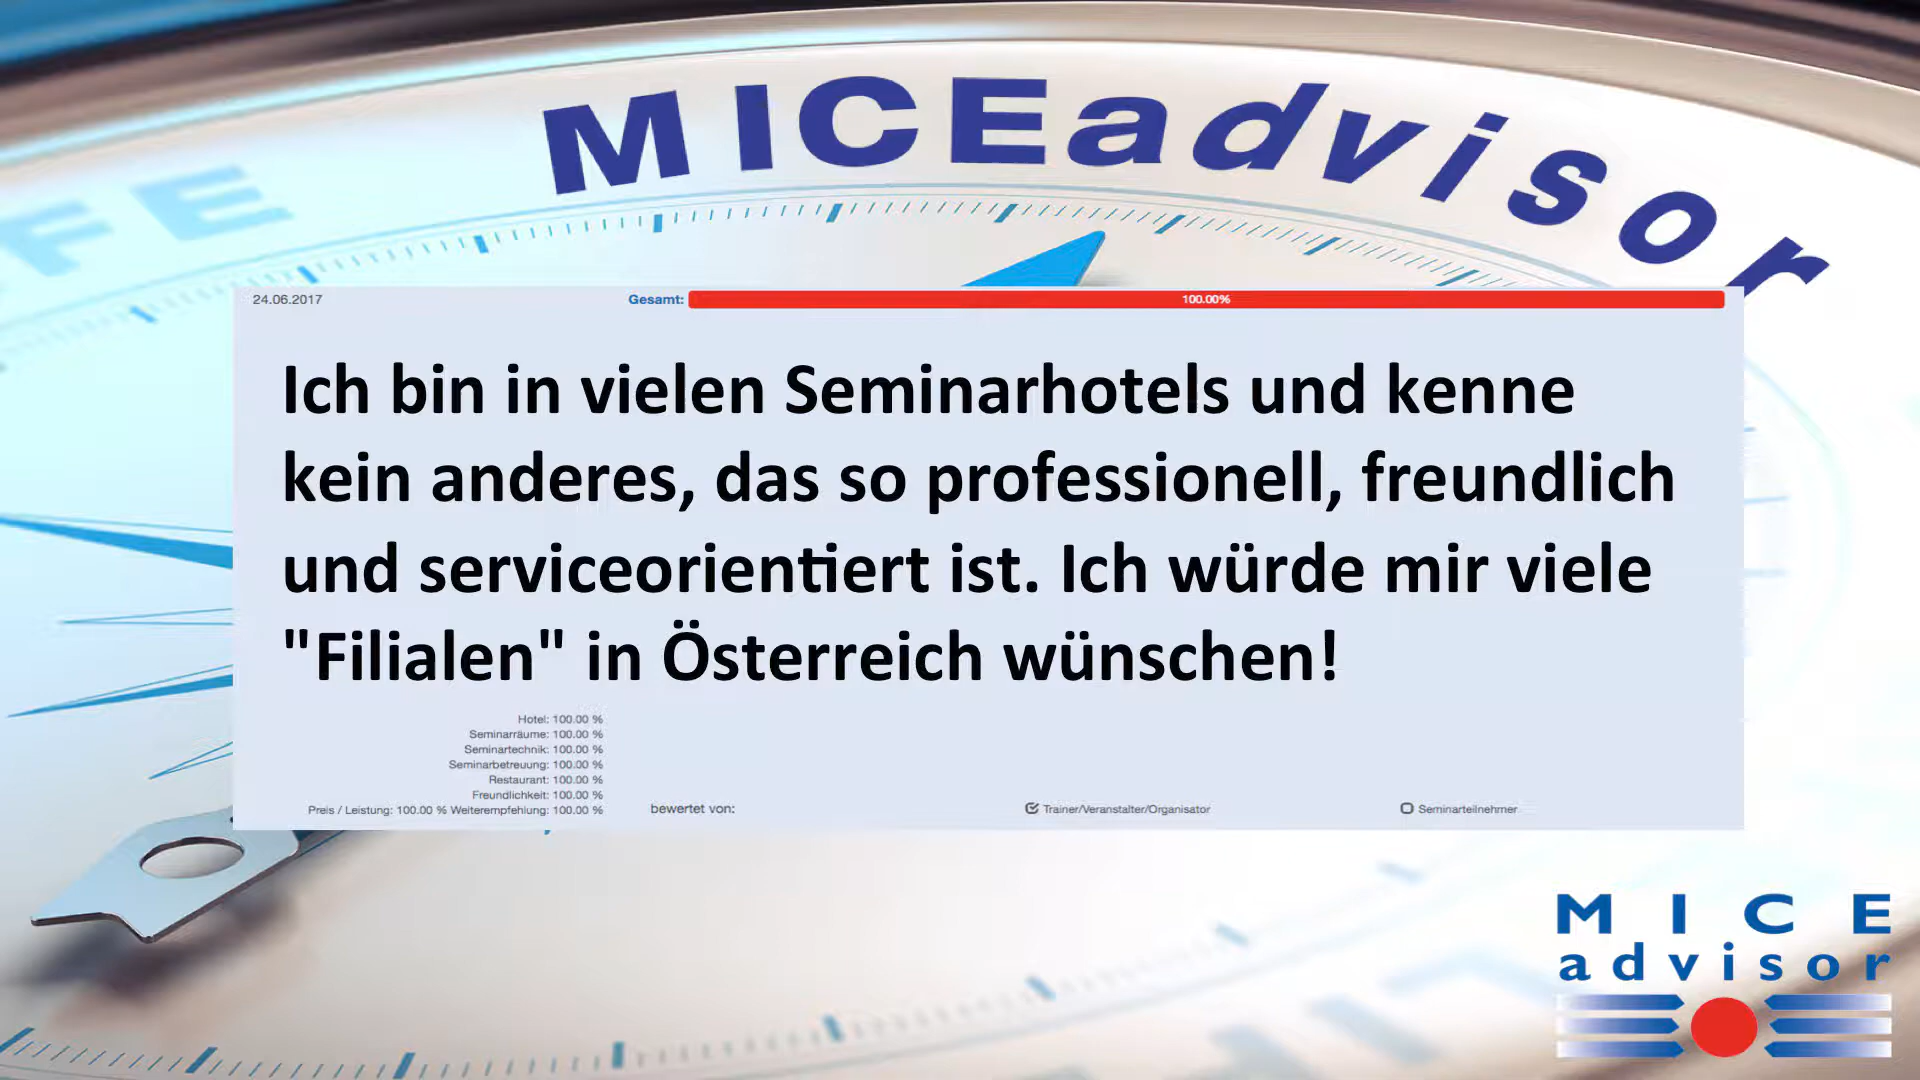 FE
MICEadvisor
24.06.2017 Gesamt: 100.00%
Ich bin in vielen Seminarhotels und kenne
kein anderes, das so professionell, freundlich
und serviceorientiert ist. Ich würde mir viele
"Filialen" in Österreich wünschen!
Hotel: 100.00 %
Seminarräume: 100.00 %
Seminartechnik: 100.00 %
Seminarbetreuung: 100.00 %
Restaurant: 100.00 %
Freundlichkeit: 100.00 %
Preis / Leistung: 100.00 % Weiterempfehlung: 100.00 % bewertet von: Trainer/Veranstalter/Organisator Seminarteilnehmer
MICE
advisor